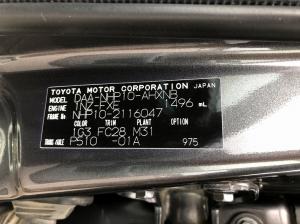 TOYOTA MOTOR CORPORATION JAPAN
MODEL DAA-NHP10-AHXNB
ENGINE 1NZ-FXE 1496 mL
FRAME No NHP10-2116047
COLOR TRIM PLANT OPTION
1G3 FC28 M31
TRANS. AXLE P510 -01A 975